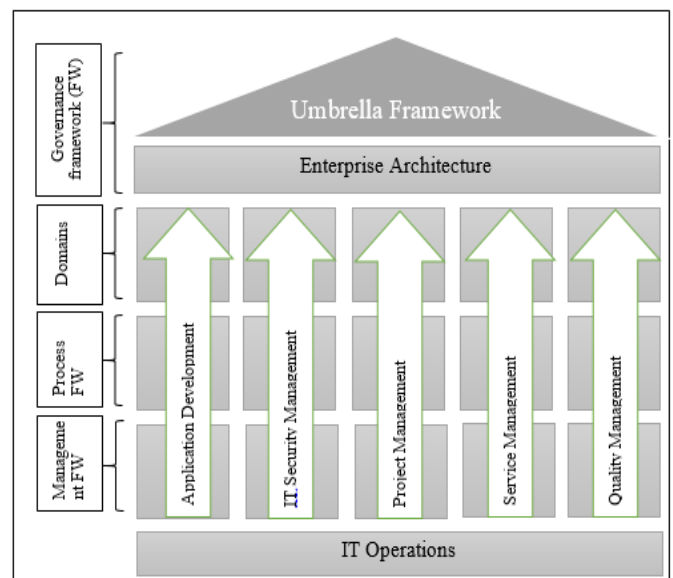 Governance
framework (FW)
Umbrella Framework
Enterprise Architecture
Domains
Process
FW
Manageme
nt FW
Application Development
IT Security Management
Project Management
Service Management
Quality Management
IT Operations